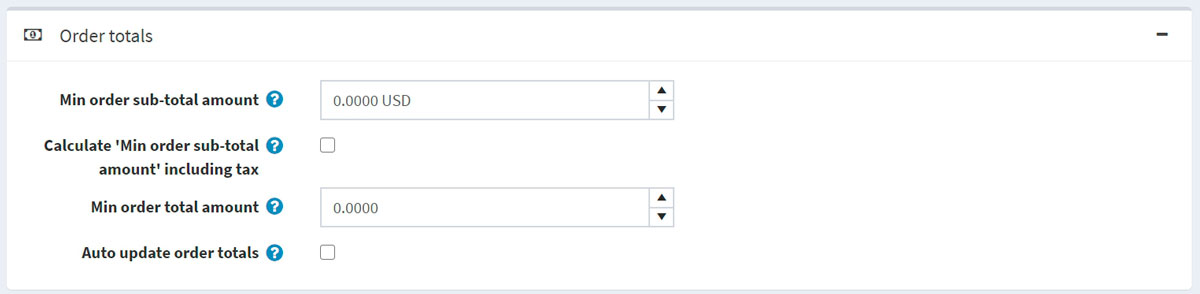 Order totals
Min order sub-total amount ? 0.0000 USD
Calculate 'Min order sub-total ?
amount' including tax
Min order total amount ? 0.0000
Auto update order totals ?